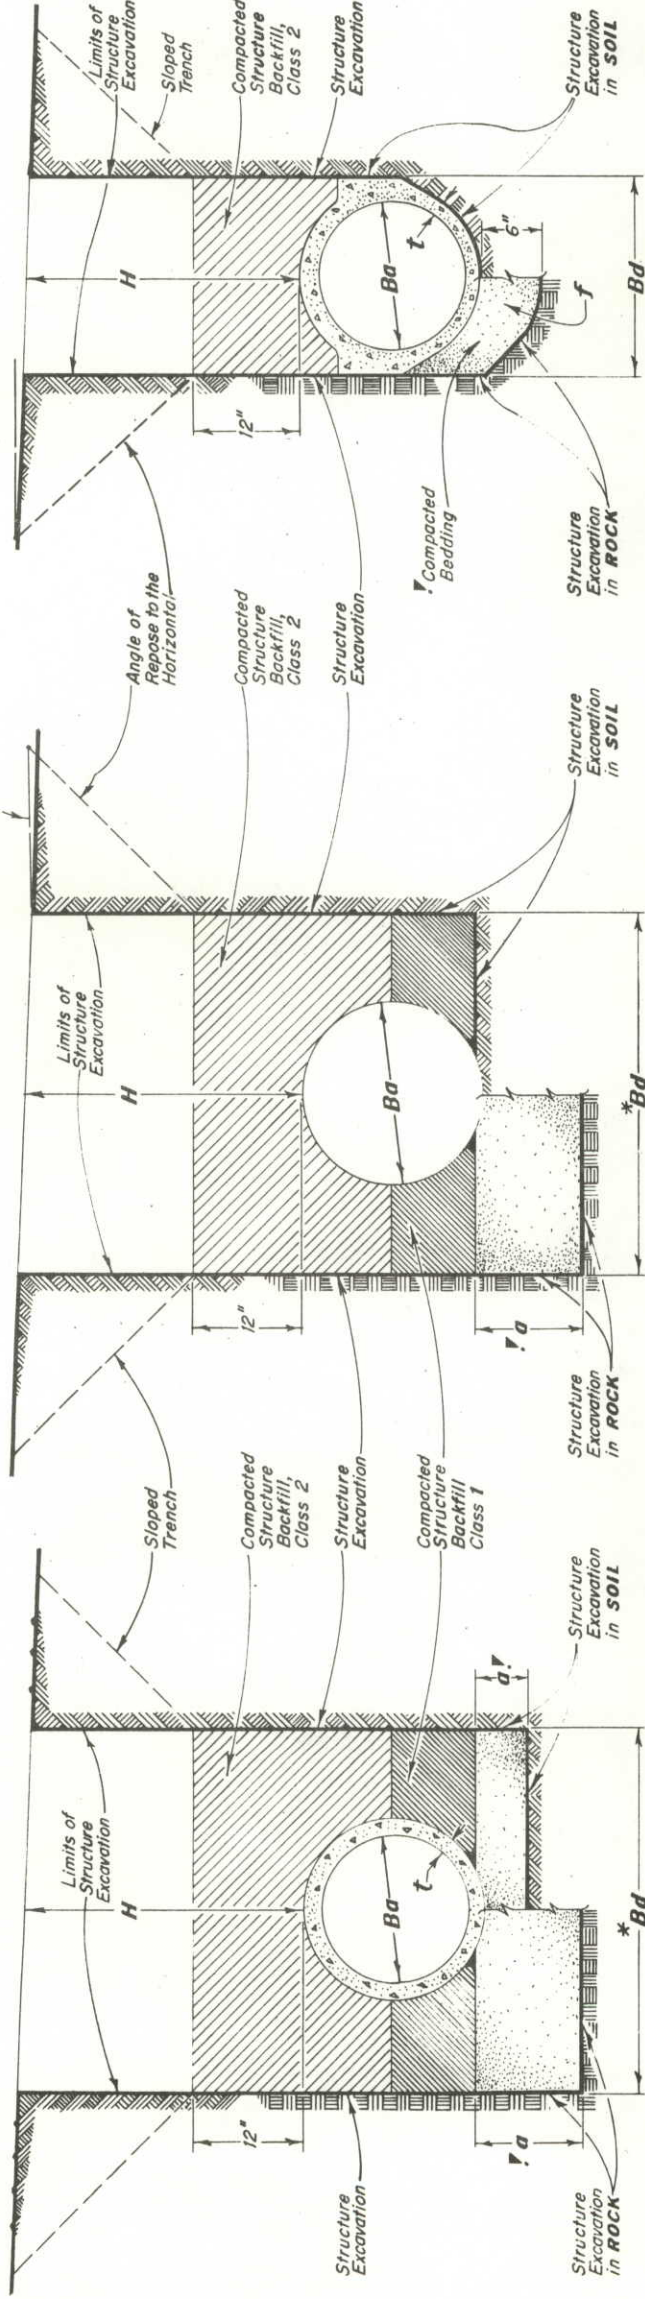 Limits of
Structure
Excavation
H
12"
Sloped
Trench
Compacted
Structure
Backfill,
Class 2
Structure
Excavation
Structure
Excavation
Ba
t
Compacted
Structure
Backfill
Class 1
a
a
Structure
Excavation
in ROCK
Structure
Excavation
in SOIL
*Bd
Limits of
Structure
Excavation
H
12"
Angle of
Repose to the
Horizontal
Compacted
Structure
Backfill,
Class 2
Structure
Excavation
Ba
a
Structure
Excavation
in ROCK
Structure
Excavation
in SOIL
*Bd
Limits of
Structure
Excavation
Sloped
Trench
H
12"
Compacted
Structure
Backfill,
Class 2
Structure
Excavation
Ba
t
Compacted
Bedding
6"
f
Structure
Excavation
in ROCK
Structure
Excavation
in SOIL
Bd